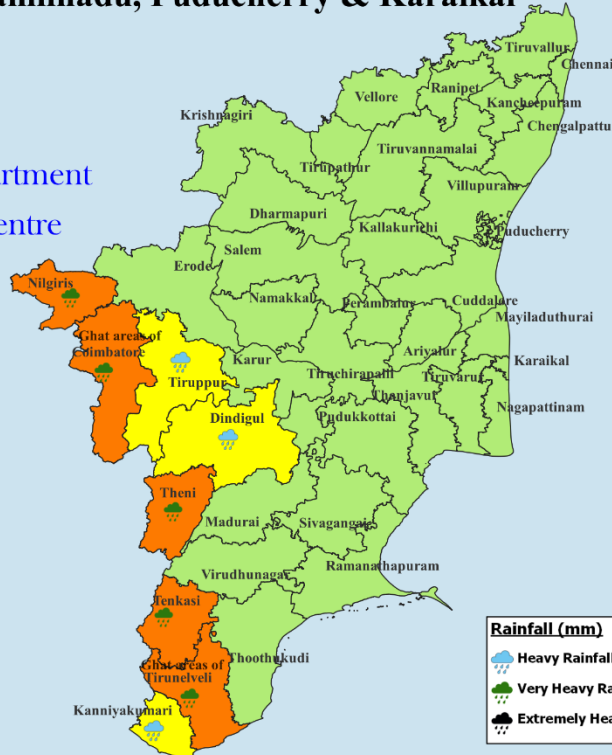 Puducherry & Karaikal
artment
entre
Tiruvallur
Chennai
Ranipet
Vellore
Kancheepuram
Krishnagiri
Chengalpattu
Tiruvannamalai
Tirupathur
Villupuram
Dharmapuri
Kallakurichi
Puducherry
Salem
Erode
Nilgiris
Namakkal
Perambalur
Cuddalore
Mayiladuthurai
Ghat areas of
Coimbatore
Ariyalur
Karur
Karaikal
Tiruchirapalli
Tiruvarur
Tiruppur
Thanjavur
Nagapattinam
Dindigul
Pudukkottai
Theni
Madurai
Sivagangai
Ramanathapuram
Virudhunagar
Tenkasi
Thoothukudi
Ghat areas of
Tirunelveli
Kanniyakumari
Rainfall (mm)
Heavy Rainfall
Very Heavy Ra
Extremely Hea